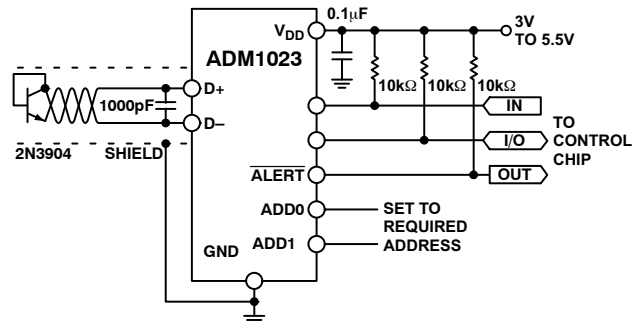 0.1µF
VDD
3V
TO 5.5V
ADM1023
10kΩ 10kΩ 10kΩ
D+
1000pF
IN
D–
TO
CONTROL
CHIP
I/O
2N3904
SHIELD
ALERT
OUT
ADD0
SET TO
REQUIRED
ADDRESS
GND
ADD1